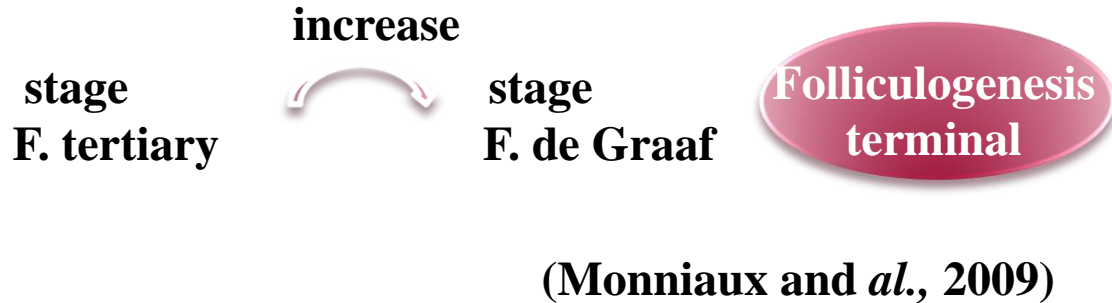 increase
stage
F. tertiary
stage
F. de Graaf
Folliculogenesis
terminal
(Monniaux and al., 2009)